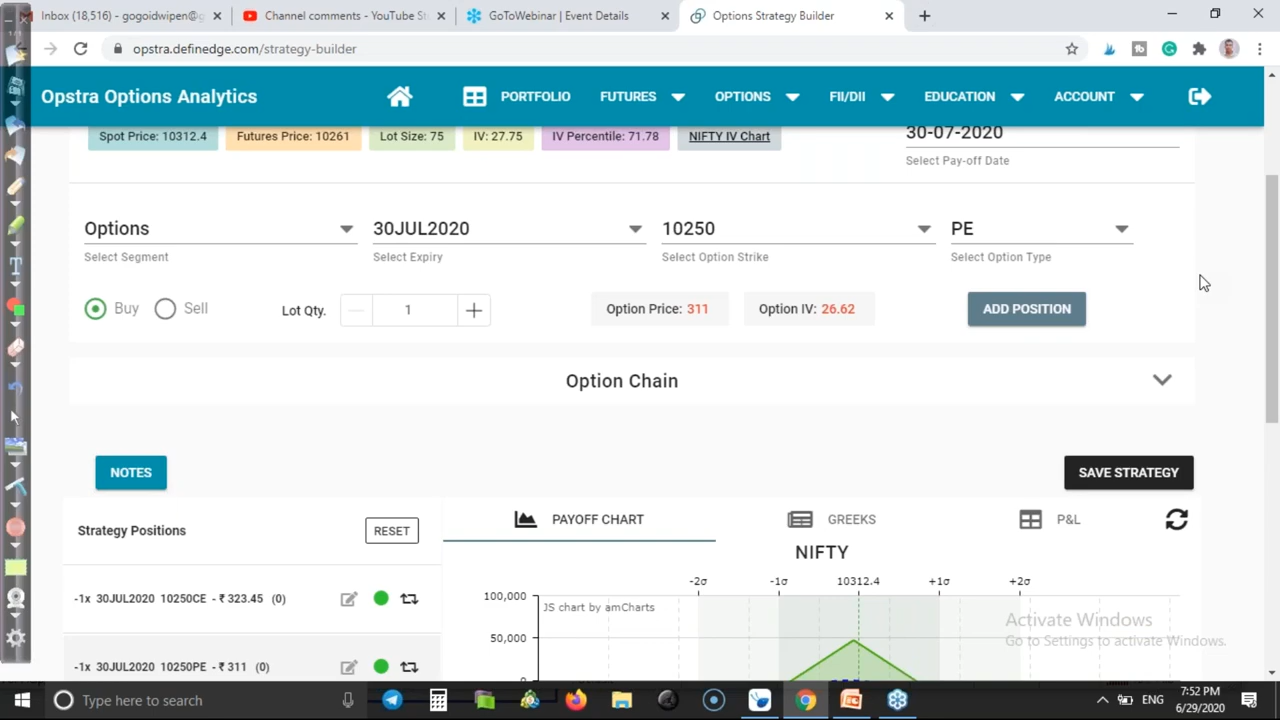 Inbox (18,516) - gogoidwipen@g
Channel comments - YouTube St
GoToWebinar | Event Details
Options Strategy Builder
opstra.definedge.com/strategy-builder
Opstra Options Analytics
PORTFOLIO
FUTURES
OPTIONS
FII/DII
EDUCATION
ACCOUNT
Spot Price: 10312.4
Futures Price: 10261
Lot Size: 75
IV: 27.75
IV Percentile: 71.78
NIFTY IV Chart
30-07-2020
Select Pay-off Date
Options
30JUL2020
10250
PE
Select Segment
Select Expiry
Select Option Strike
Select Option Type
Buy
Sell
Lot Qty.
1
Option Price: 311
Option IV: 26.62
ADD POSITION
Option Chain
NOTES
SAVE STRATEGY
Strategy Positions
RESET
PAYOFF CHART
GREEKS
P&L
NIFTY
-2σ
-1σ
10312.4
+1σ
+2σ
-1x 30JUL2020 10250CE - ₹ 323.45 (0)
100,000
JS chart by amCharts
50,000
Activate Windows
Go to Settings to activate Windows.
-1x 30JUL2020 10250PE - ₹ 311 (0)
Type here to search
ENG
7:52 PM
6/29/2020